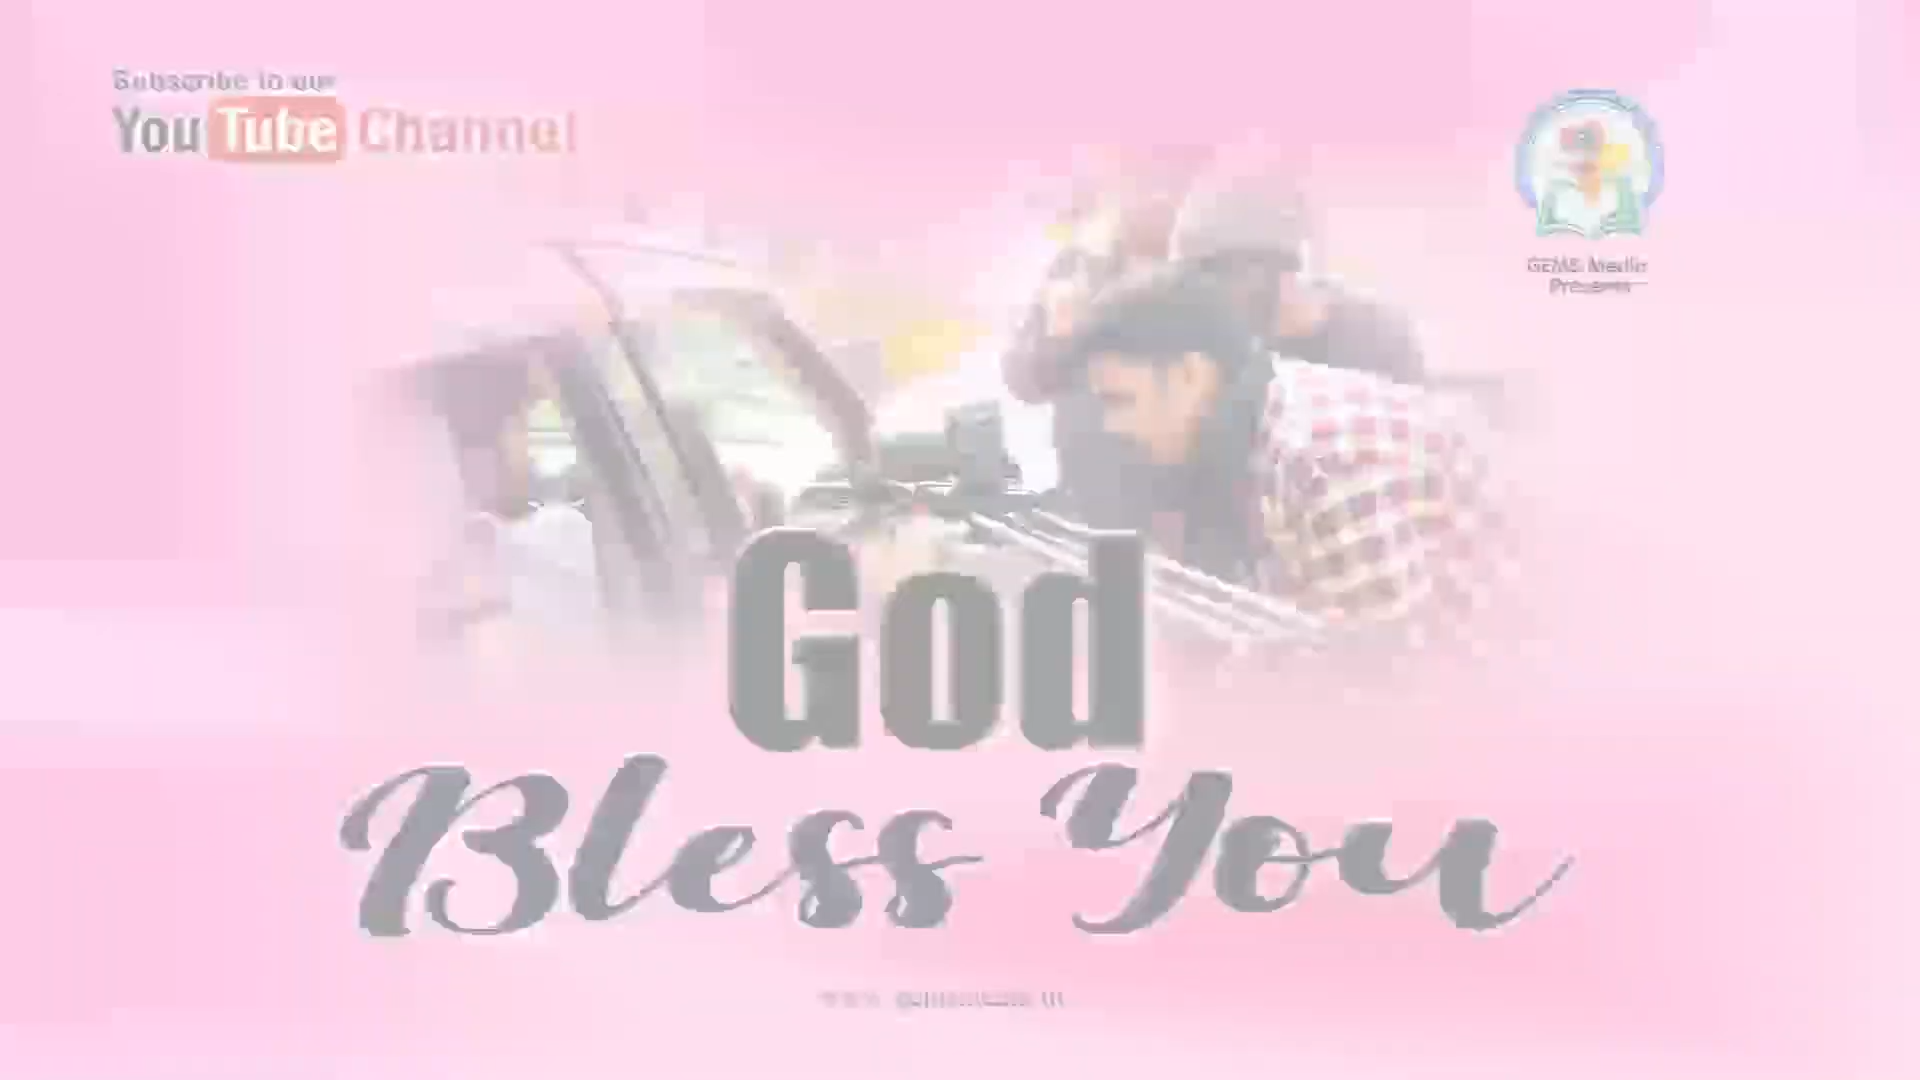 Subscribe to our
YouTube Channel
GEMS Media
Presents
God
Bless You